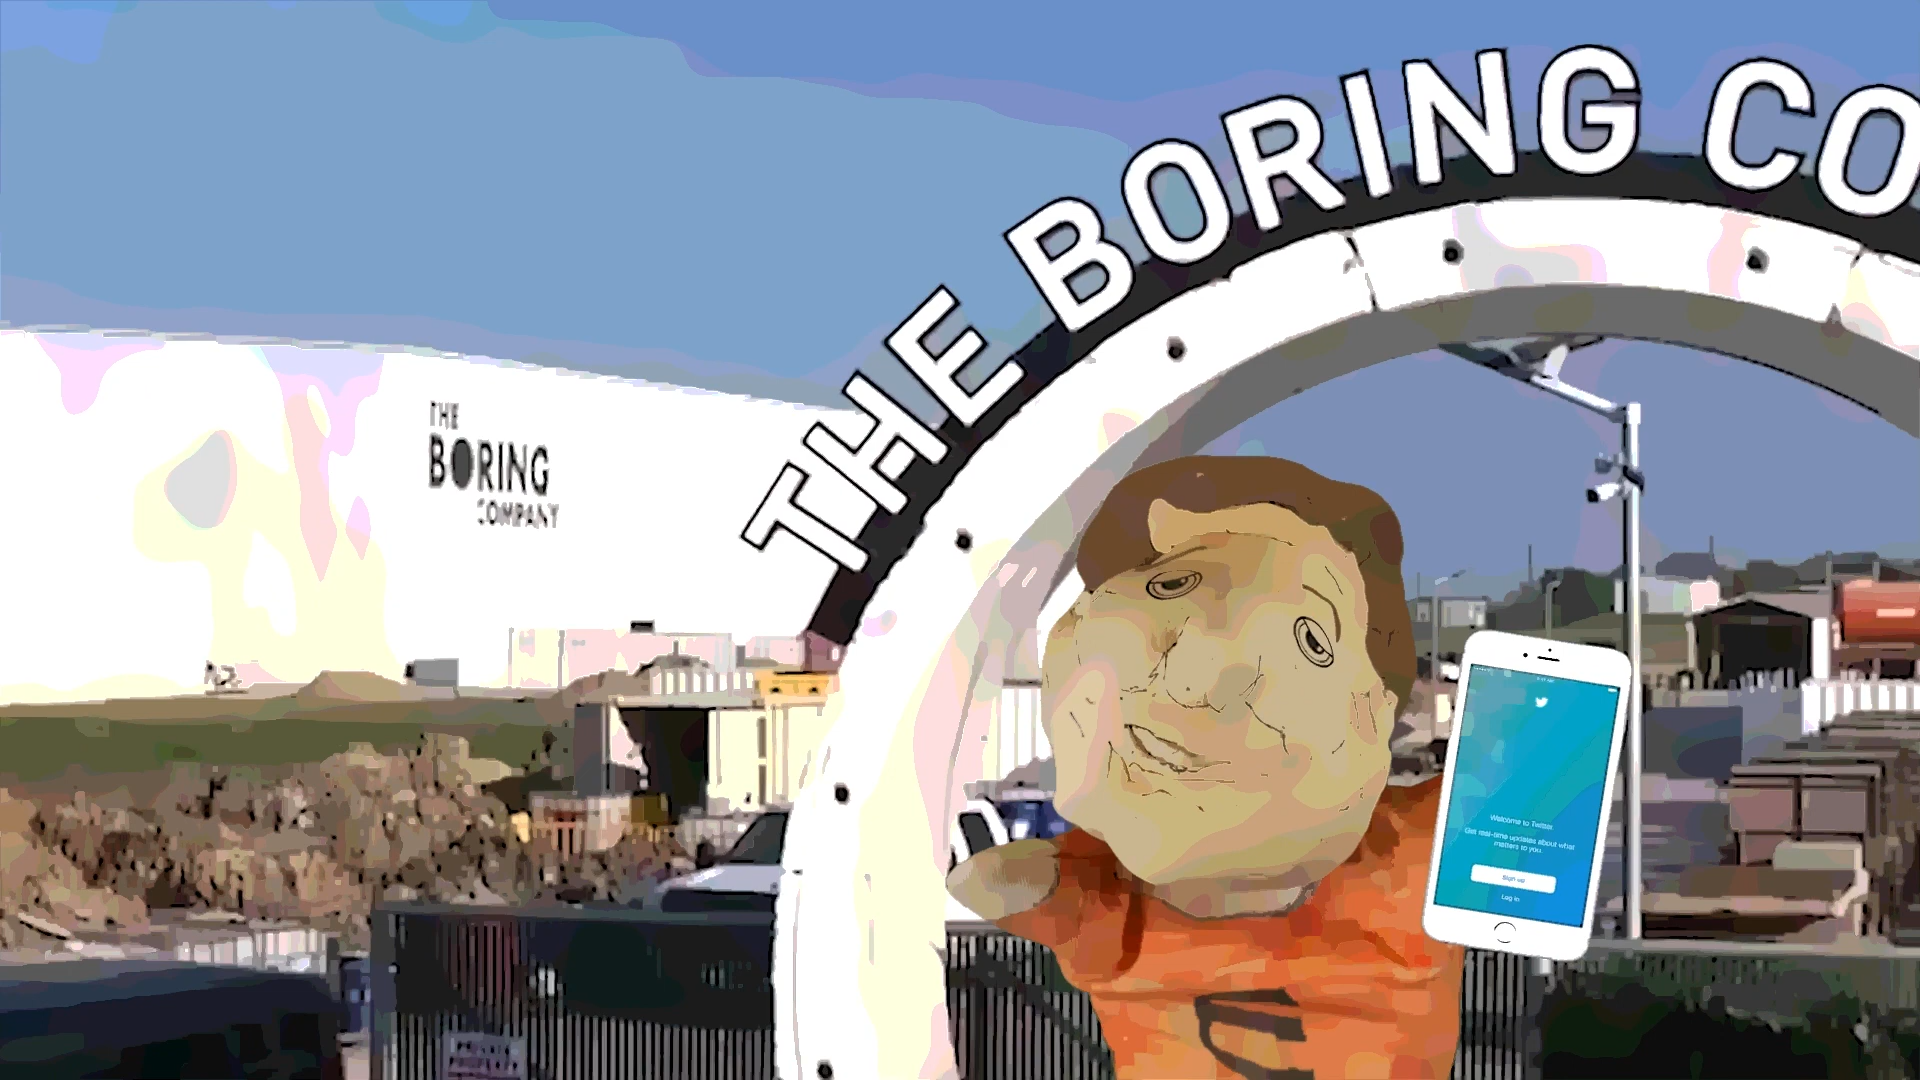 THE BORING CO
THE
BORING
COMPANY
Welcome to Twitter
Get real-time updates about what
matters to you.
Sign up
Log in